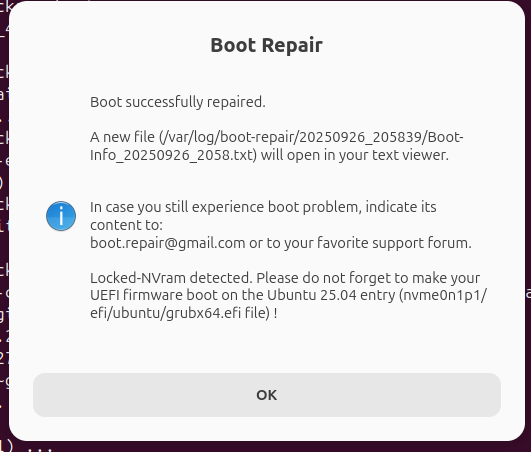 Boot Repair
Boot successfully repaired.
A new file (/var/log/boot-repair/20250926_205839/Boot-
Info_20250926_2058.txt) will open in your text viewer.
In case you still experience boot problem, indicate its
content to:
boot.repair@gmail.com or to your favorite support forum.
Locked-NVram detected. Please do not forget to make your
UEFI firmware boot on the Ubuntu 25.04 entry (nvme0n1p1/
efi/ubuntu/grubx64.efi file) !
OK